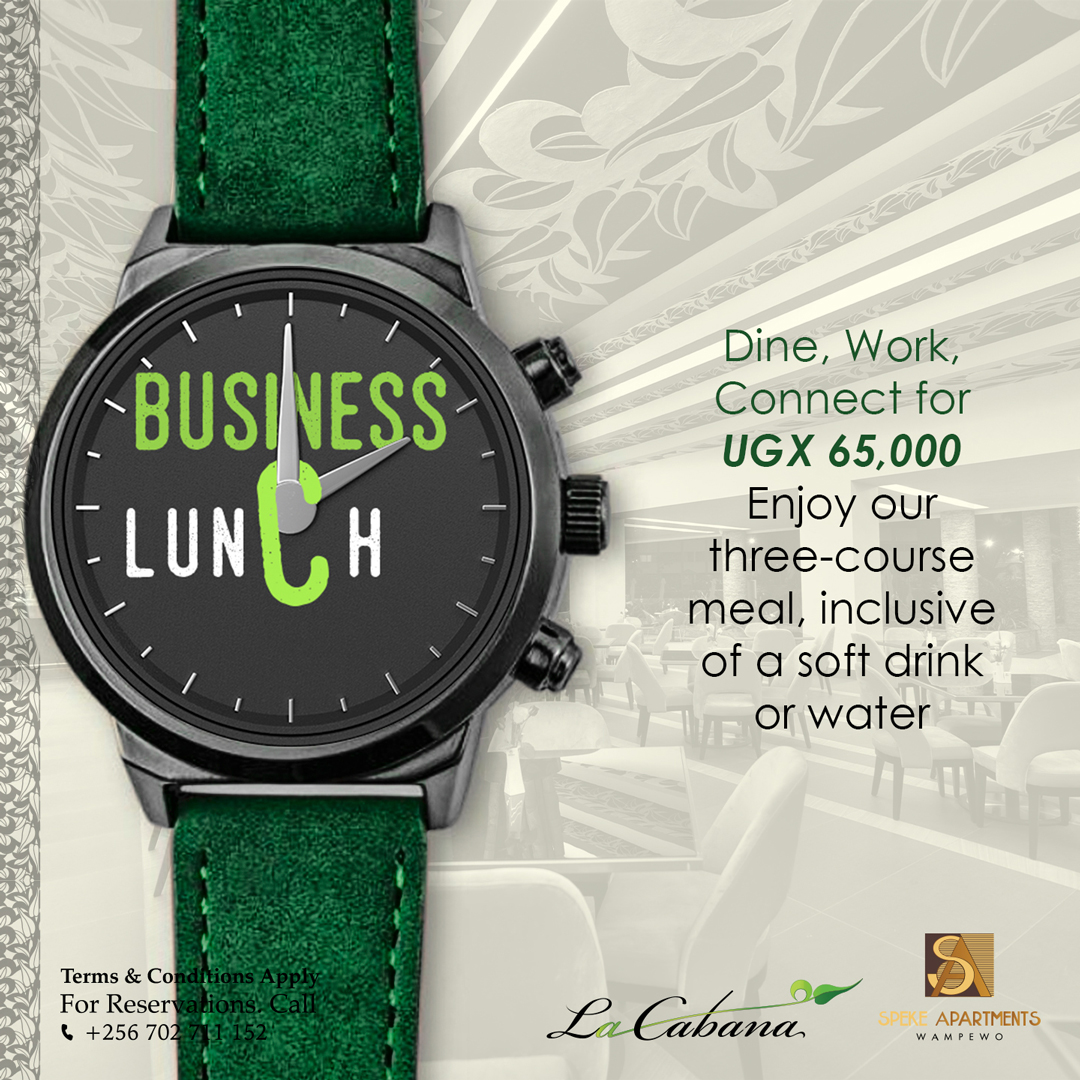 BUSINESS
LUNCH
Dine, Work,
Connect for
UGX 65,000
Enjoy our
three-course
meal, inclusive
of a soft drink
or water
Terms & Conditions Apply
For Reservations. Call
+256 702 711 152
La Cabana
SA
SPEKE APARTMENTS
WAMPEWO